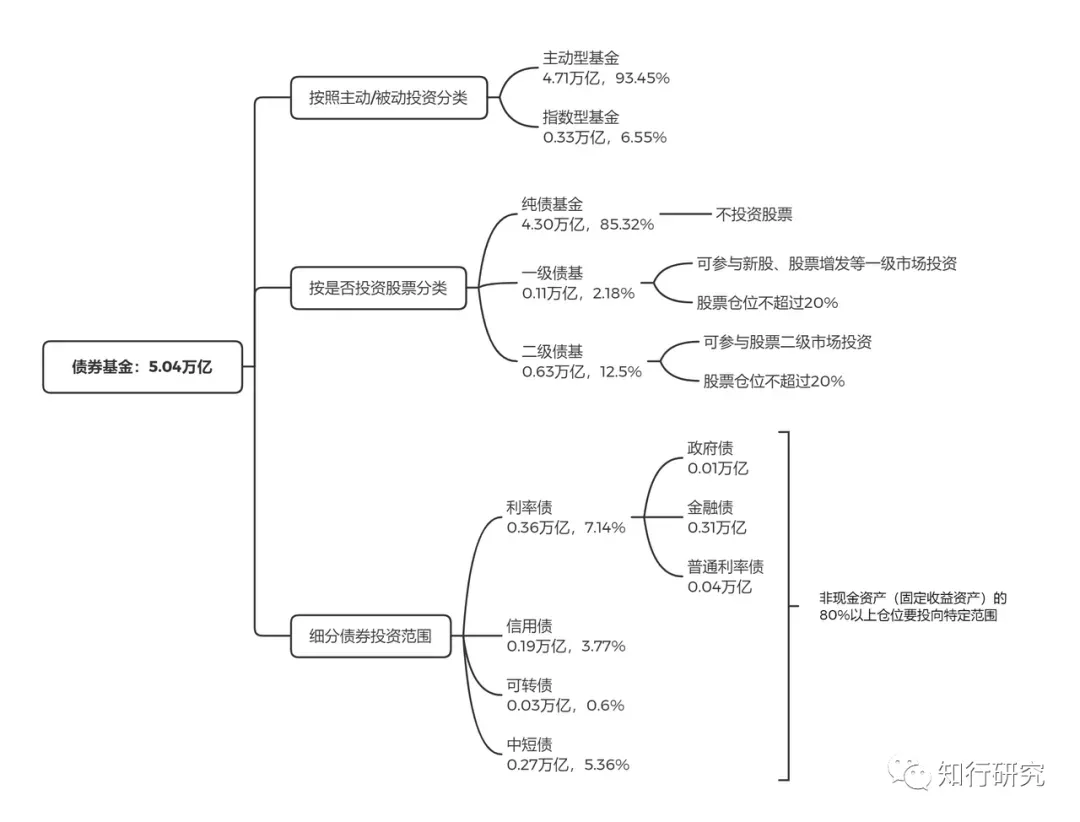 债券基金：5.04万亿
按照主动/被动投资分类
主动型基金
4.71万亿，93.45%
指数型基金
0.33万亿，6.55%
按是否投资股票分类
纯债基金
4.30万亿，85.32%
不投资股票
一级债基
0.11万亿，2.18%
可参与新股、股票增发等一级市场投资
股票仓位不超过20%
二级债基
0.63万亿，12.5%
可参与股票二级市场投资
股票仓位不超过20%
细分债券投资范围
利率债
0.36万亿，7.14%
政府债
0.01万亿
金融债
0.31万亿
普通利率债
0.04万亿
信用债
0.19万亿，3.77%
可转债
0.03万亿，0.6%
中短债
0.27万亿，5.36%
非现金资产（固定收益资产）的
80%以上仓位要投向特定范围
知行研究